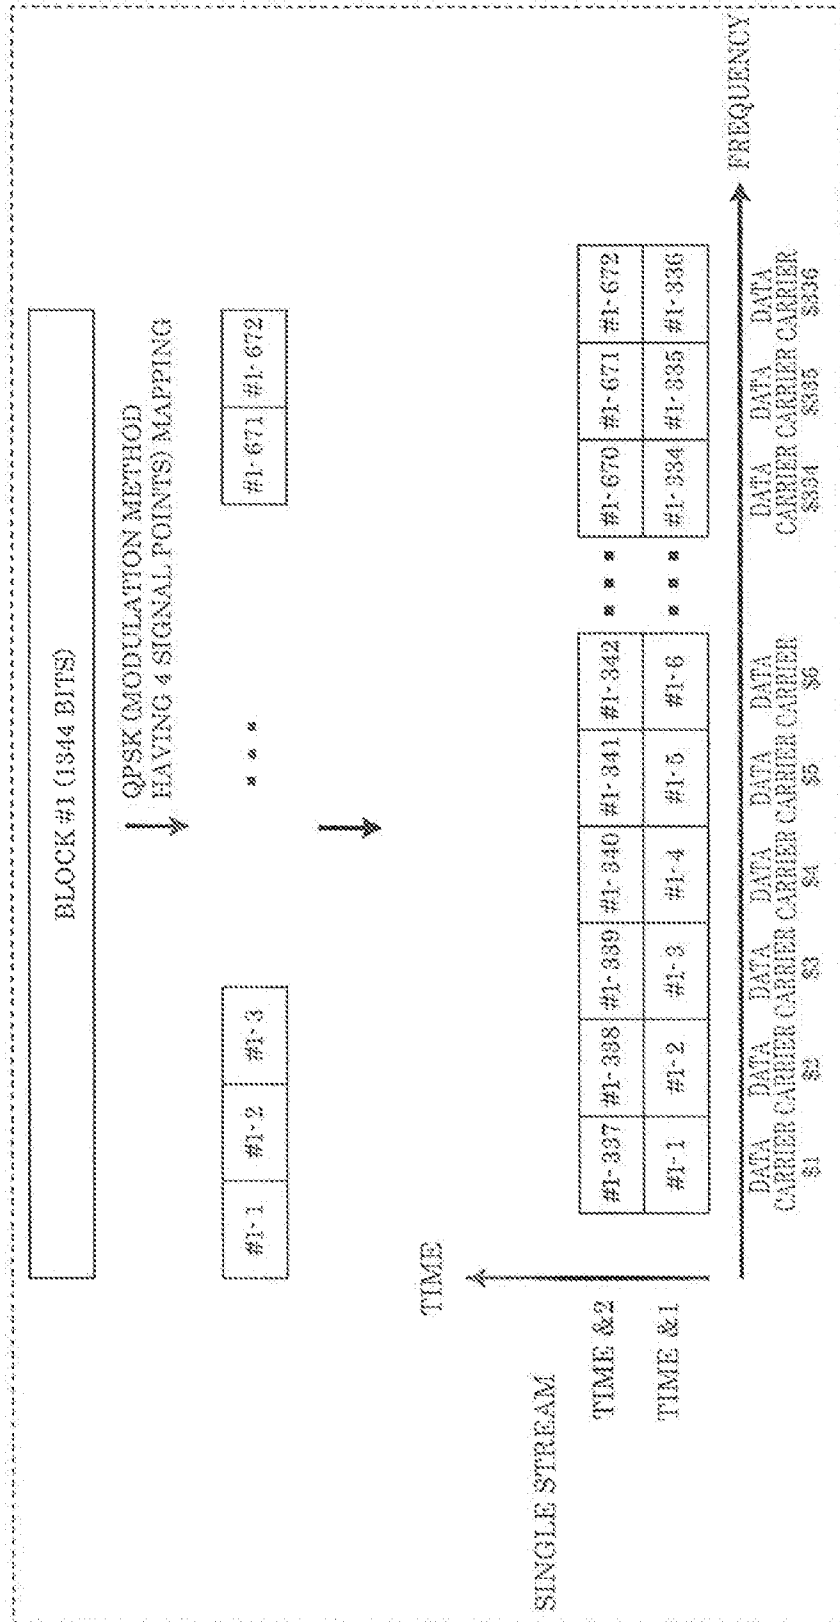 BLOCK #1 (1344 BITS)
QPSK (MODULATION METHOD
HAVING 4 SIGNAL POINTS) MAPPING
#1-1 #1-2 #1-3 ... #1-671 #1-672
TIME
SINGLE STREAM
TIME &2 #1-337 #1-338 #1-339 #1-340 #1-341 #1-342 ... #1-670 #1-671 #1-672
TIME &1 #1-1 #1-2 #1-3 #1-4 #1-5 #1-6 ... #1-334 #1-335 #1-336
FREQUENCY
DATA DATA DATA DATA DATA DATA DATA DATA DATA
CARRIER CARRIER CARRIER CARRIER CARRIER CARRIER CARRIER CARRIER CARRIER
$1 $2 $3 $4 $5 $6 $334 $335 $336